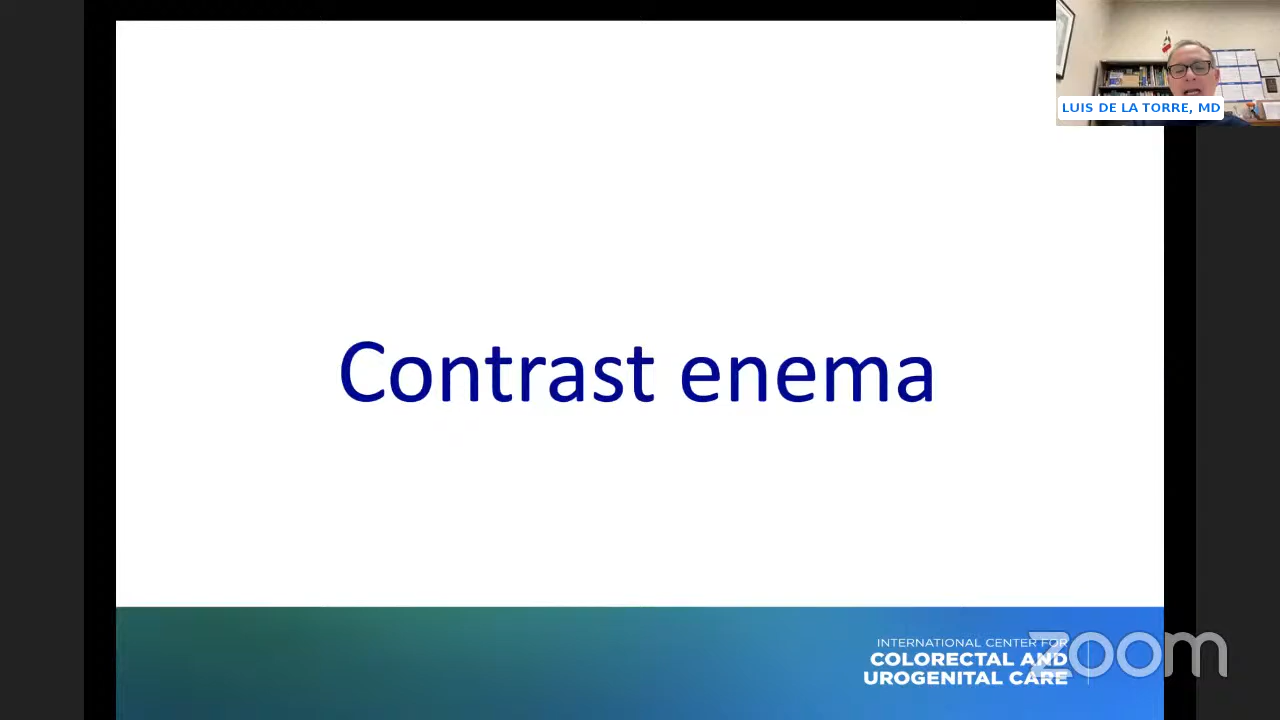 LUIS DE LA TORRE, MD
Contrast enema
INTERNATIONAL CENTER FOR
COLORECTAL AND
UROGENITAL CARE
zoom